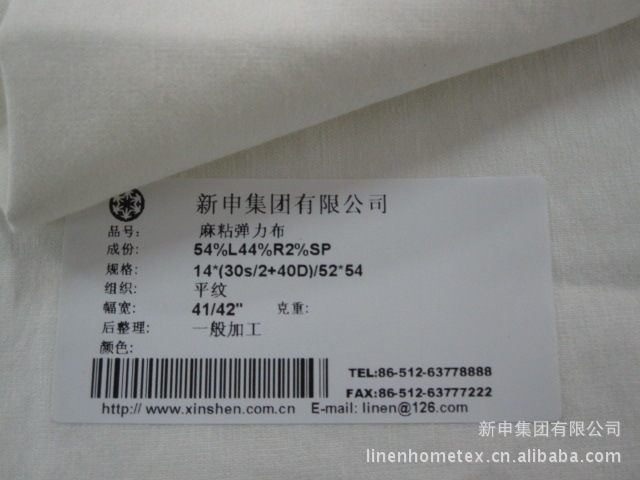 新申集团有限公司
品号: 麻粘弹力布
成份: 54%L44%R2%SP
规格: 14*(30s/2+40D)/52*54
组织: 平纹
幅宽: 41/42" 克重:
后整理: 一般加工
颜色:
TEL:86-512-63778888
FAX:86-512-63777222
http://www.xinshen.com.cn E-mail: linen@126.com
新申集团有限公司
linenhometex.cn.alibaba.com